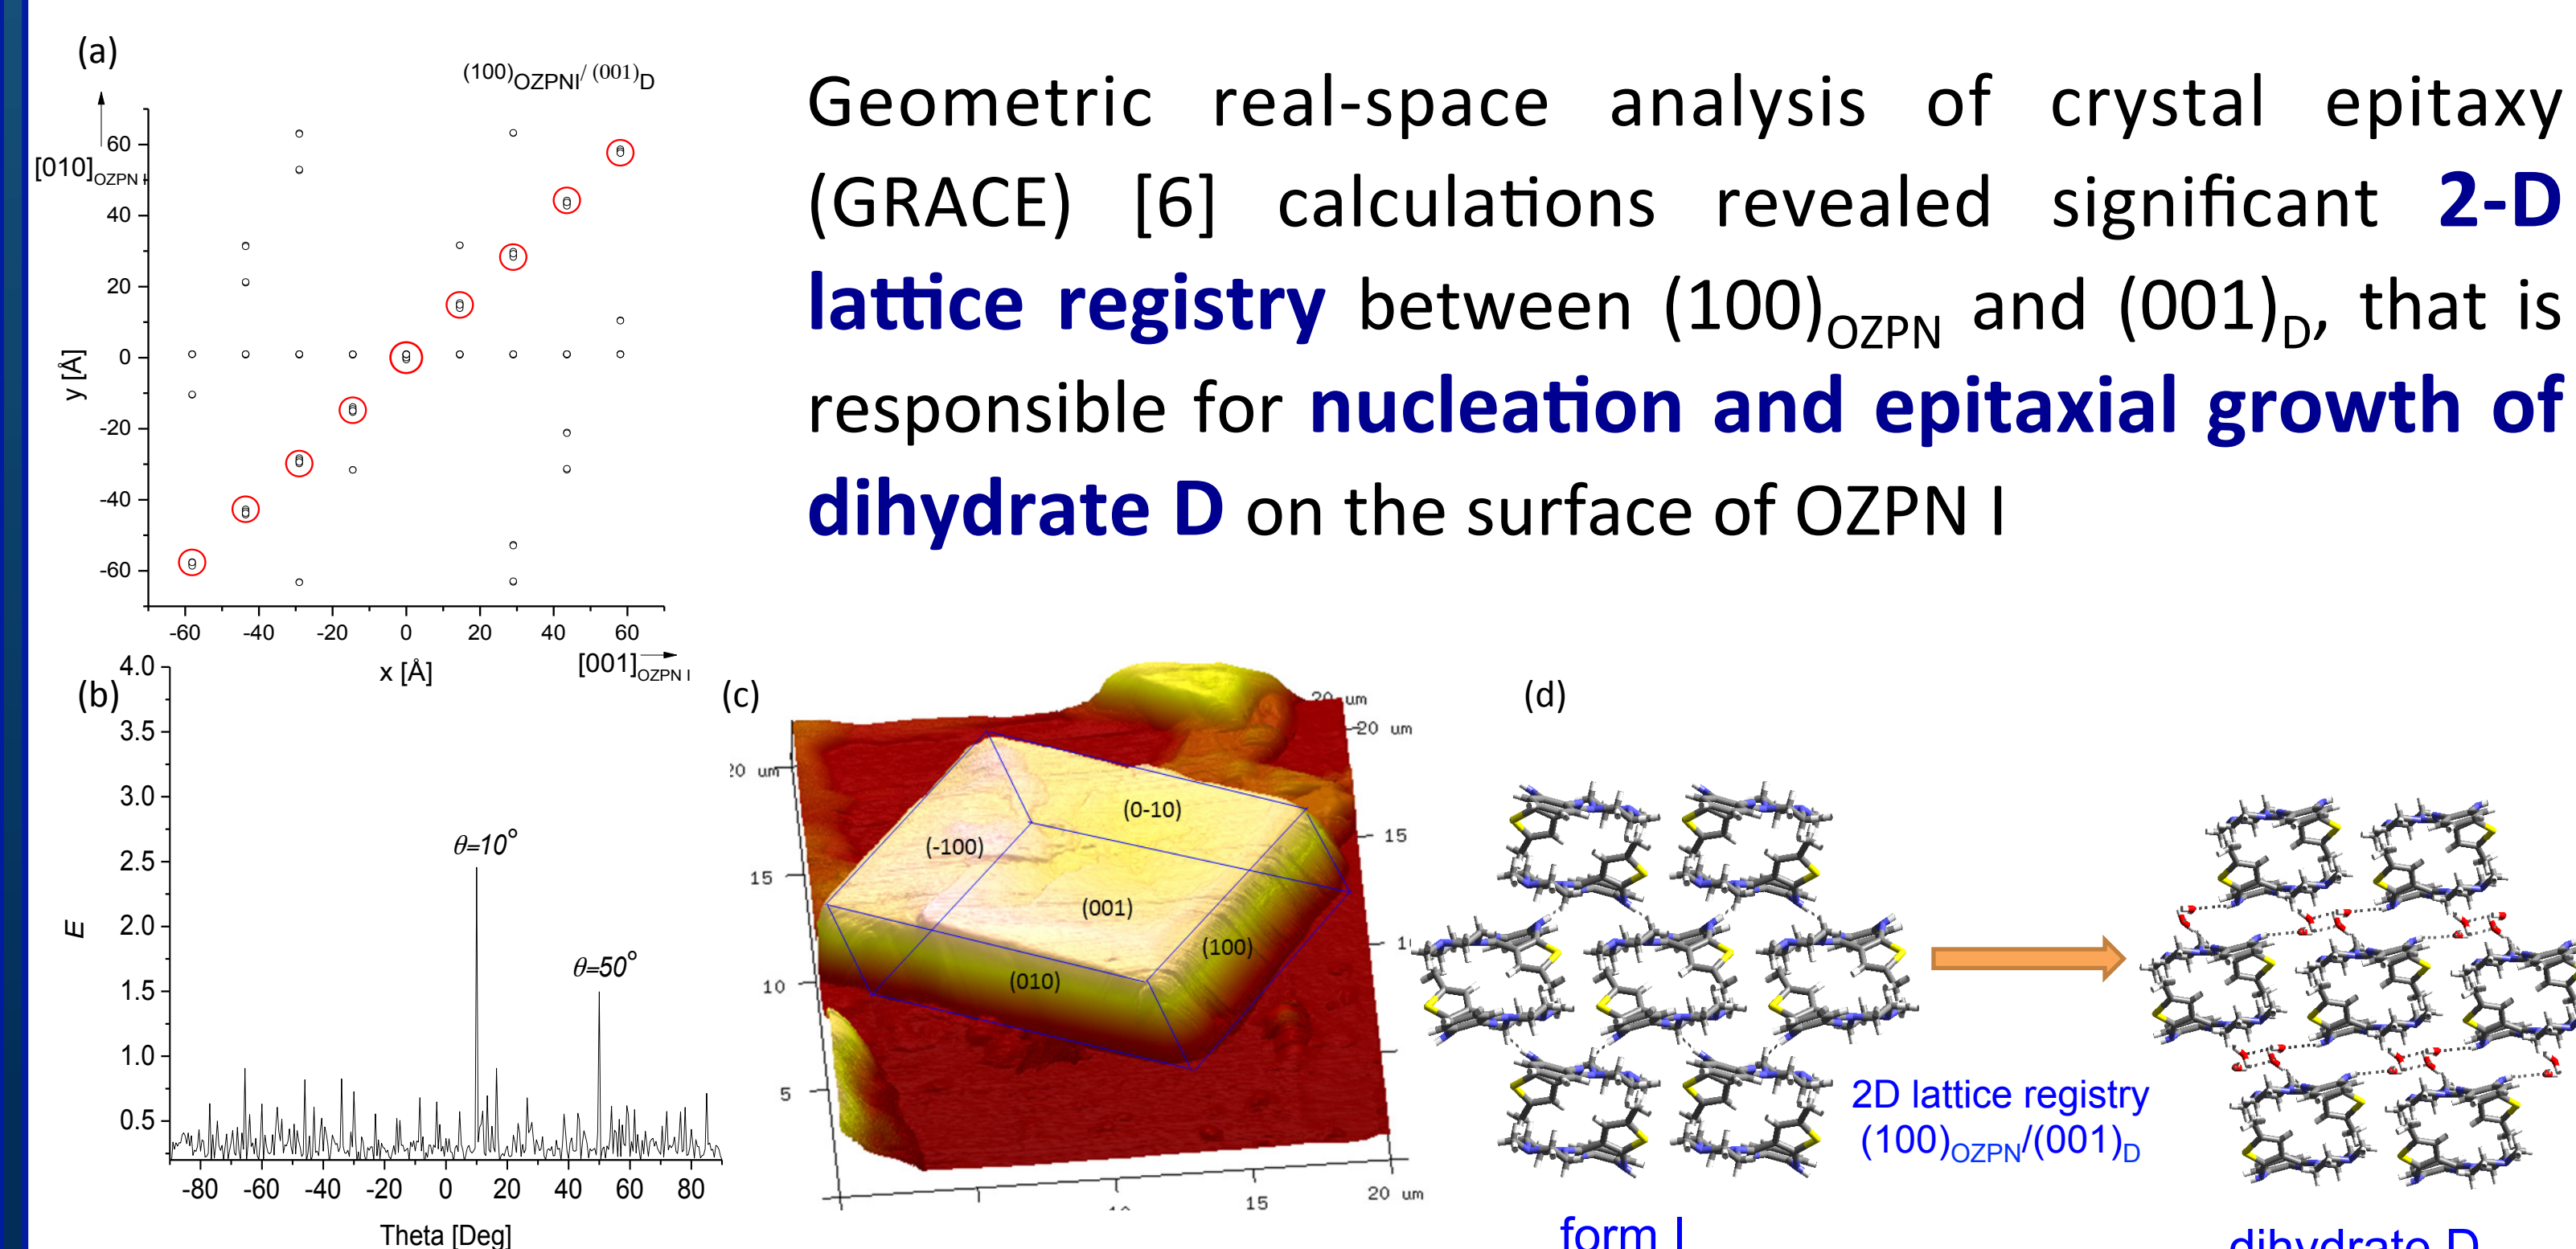 (a)
(100)OZPNI/ (001)D
[010]OZPN I
60
40
20
0
-20
-40
-60
y [Å]
-60 -40 -20 0 20 40 60
x [Å]
[001]OZPN I
Geometric real-space analysis of crystal epitaxy
(GRACE) [6] calculations revealed significant 2-D
lattice registry between (100)OZPN and (001)D, that is
responsible for nucleation and epitaxial growth of
dihydrate D on the surface of OZPN I
(b)
4.0
3.5
3.0
2.5
2.0
1.5
1.0
0.5
E
θ=10°
θ=50°
-80 -60 -40 -20 0 20 40 60 80
Theta [Deg]
(c)
20 um
20 um
20 um
15
15
10
5
15
20 um
(0-10)
(-100)
(001)
(100)
(010)
(d)
2D lattice registry
(100)OZPN/(001)D
form I
dihydrate D